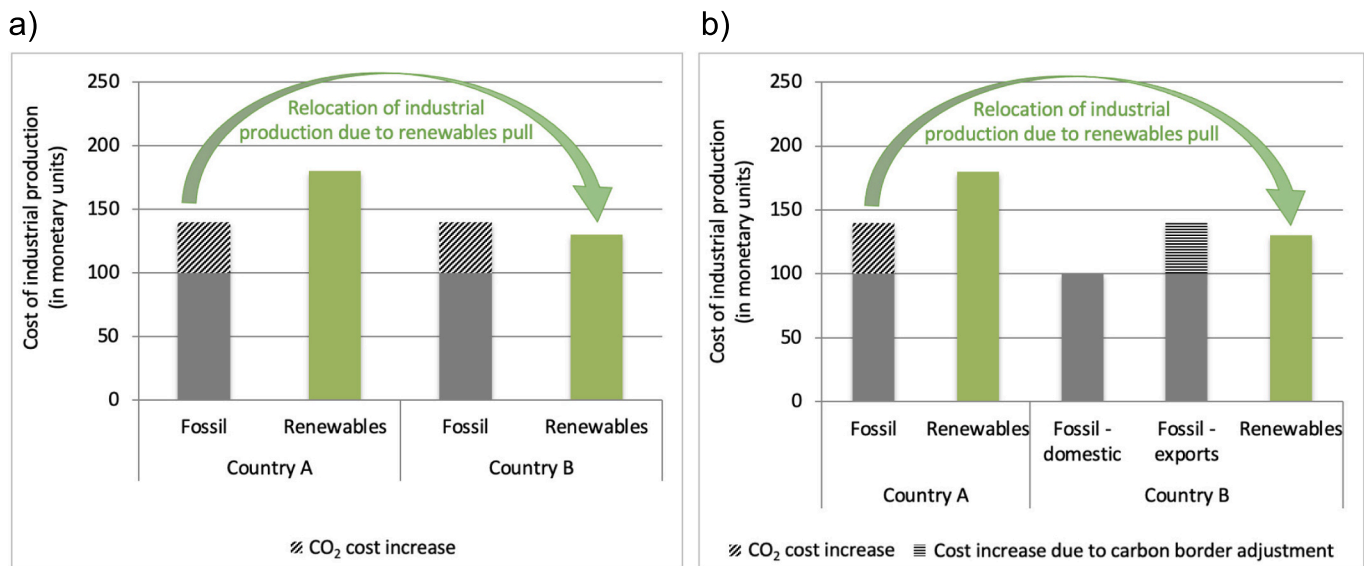 a)
250
200
150
100
50
0
Cost of industrial production
(in monetary units)
Relocation of industrial
production due to renewables pull
Fossil
Renewables
Fossil
Renewables
Country A
Country B
CO₂ cost increase
b)
250
200
150
100
50
0
Cost of industrial production
(in monetary ynits)
Relocation of industrial
production due to renewables pull
Fossil
Renewables
Fossil -
domestic
Fossil -
exports
Renewables
Country A
Country B
CO₂ cost increase
Cost increase due to carbon border adjustment